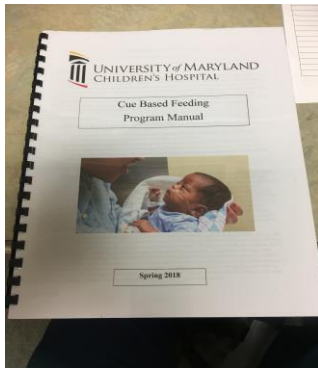 UNIVERSITY of MARYLAND
CHILDREN'S HOSPITAL
Cue Based Feeding
Program Manual
Spring 2018